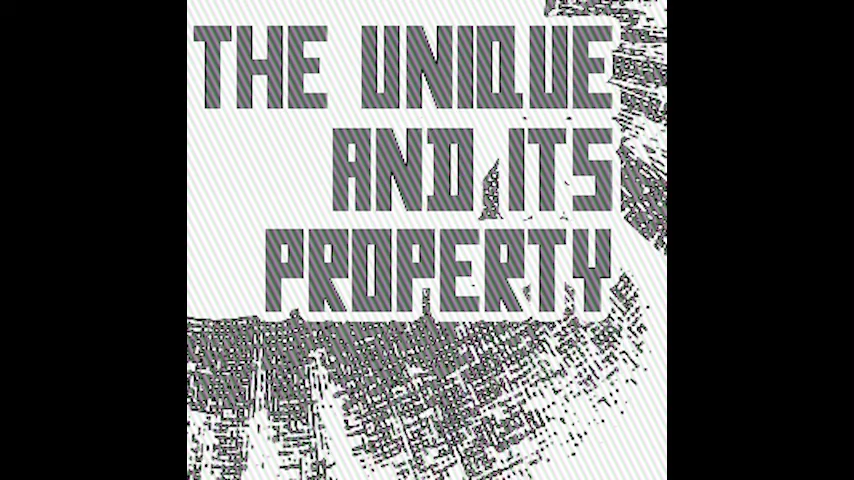 THE UNIQUE
AND ITS
PROPERTY